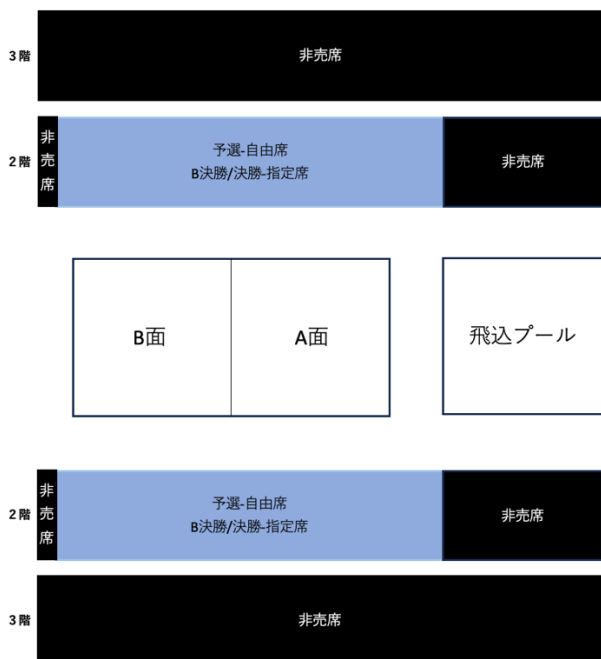 3階
非売席
2階
非売席
予選-自由席
B決勝/決勝-指定席
非売席
B面
A面
飛込プール
2階
非売席
予選-自由席
B決勝/決勝-指定席
非売席
3階
非売席